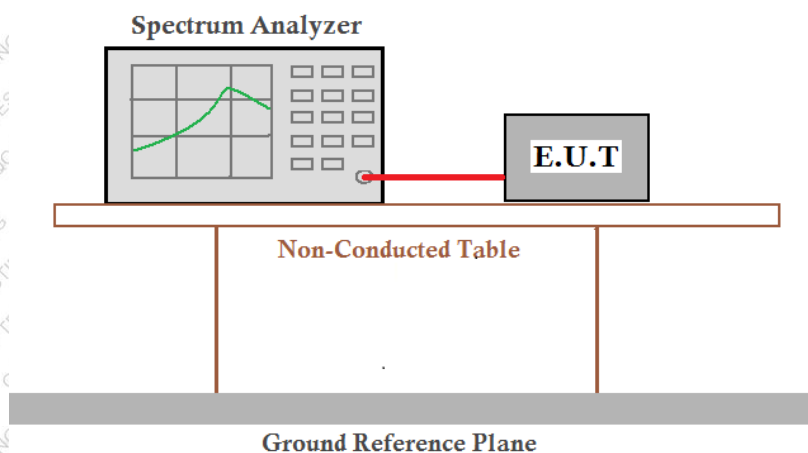 Spectrum Analyzer
E.U.T
Non-Conducted Table
Ground Reference Plane